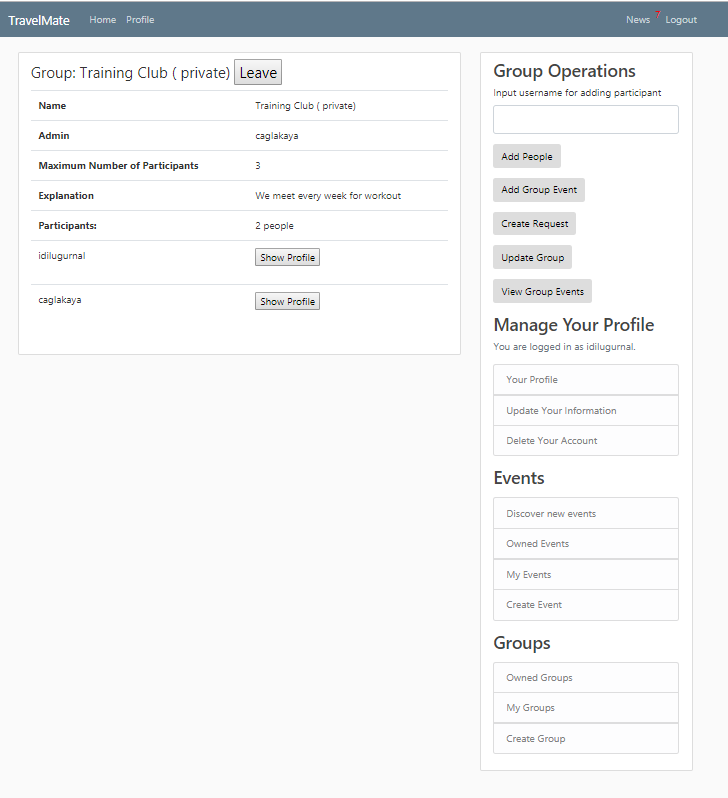 TravelMate Home Profile News Logout
Group: Training Club ( private) Leave
Name Training Club ( private)
Admin caglakaya
Maximum Number of Participants 3
Explanation We meet every week for workout
Participants: 2 people
idilugurnal Show Profile
caglakaya Show Profile
Group Operations
Input username for adding participant
Add People
Add Group Event
Create Request
Update Group
View Group Events
Manage Your Profile
You are logged in as idilugurnal.
Your Profile
Update Your Information
Delete Your Account
Events
Discover new events
Owned Events
My Events
Create Event
Groups
Owned Groups
My Groups
Create Group